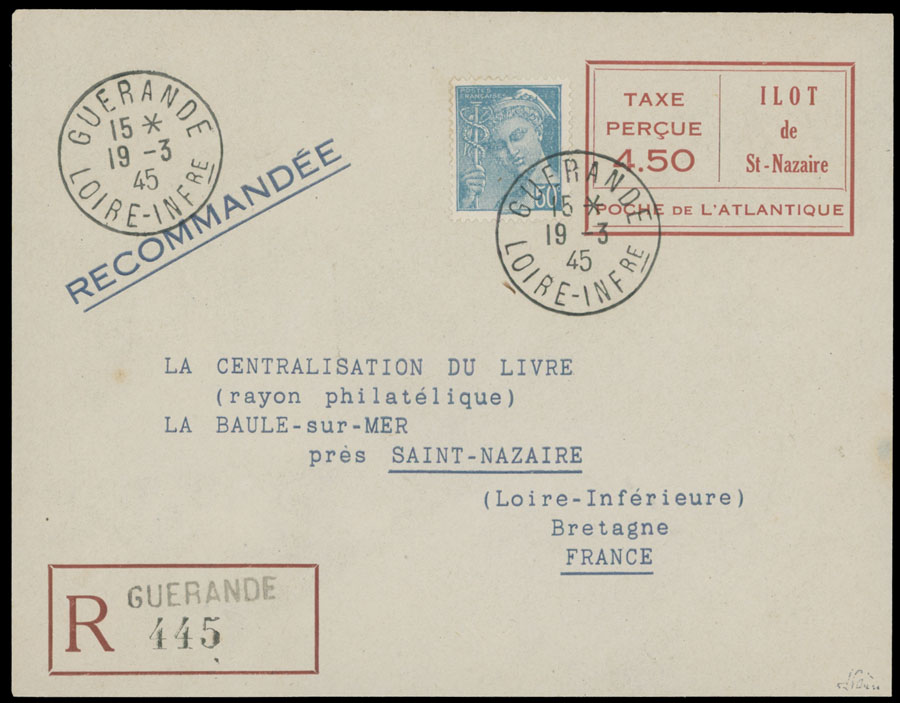 GUERANDE
15 *
19 -3
45
LOIRE-INFRE
RECOMMANDÉE
POSTES
FRANÇAISES
50F
GUERANDE
15 *
19 -3
45
LOIRE-INFRE
TAXE
PERÇUE
4.50
ILOT
de
St-Nazaire
POCHE DE L'ATLANTIQUE
LA CENTRALISATION DU LIVRE
(rayon philatélique)
LA BAULE-sur-MER
près SAINT-NAZAIRE
(Loire-Inférieure)
Bretagne
FRANCE
R GUERANDE
445